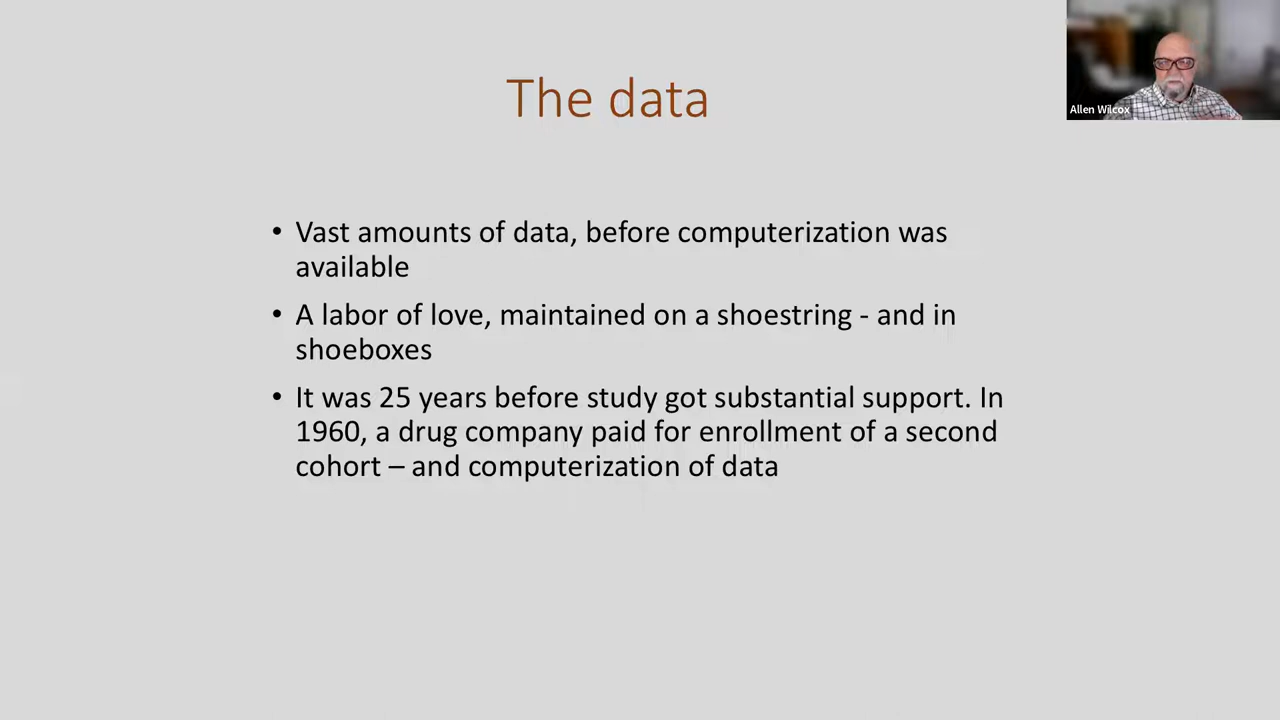 The data
Allen Wilcox
• Vast amounts of data, before computerization was
available
• A labor of love, maintained on a shoestring - and in
shoeboxes
• It was 25 years before study got substantial support. In
1960, a drug company paid for enrollment of a second
cohort – and computerization of data